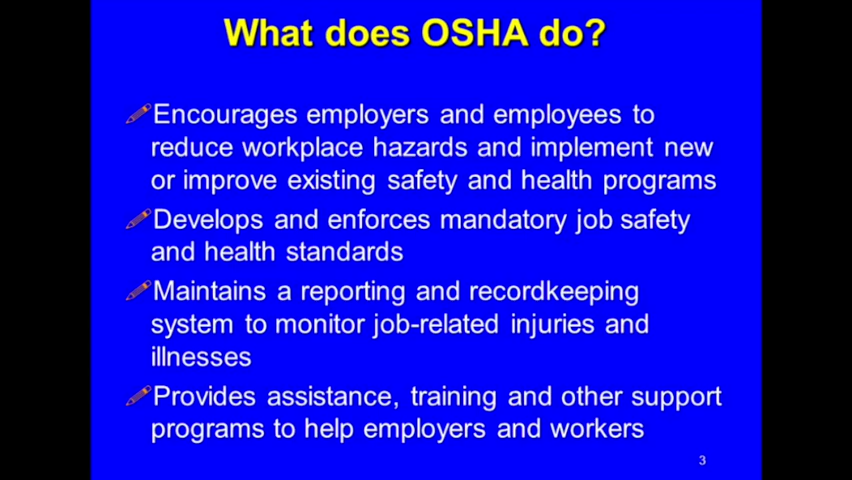 What does OSHA do?
Encourages employers and employees to
reduce workplace hazards and implement new
or improve existing safety and health programs
Develops and enforces mandatory job safety
and health standards
Maintains a reporting and recordkeeping
system to monitor job-related injuries and
illnesses
Provides assistance, training and other support
programs to help employers and workers
3